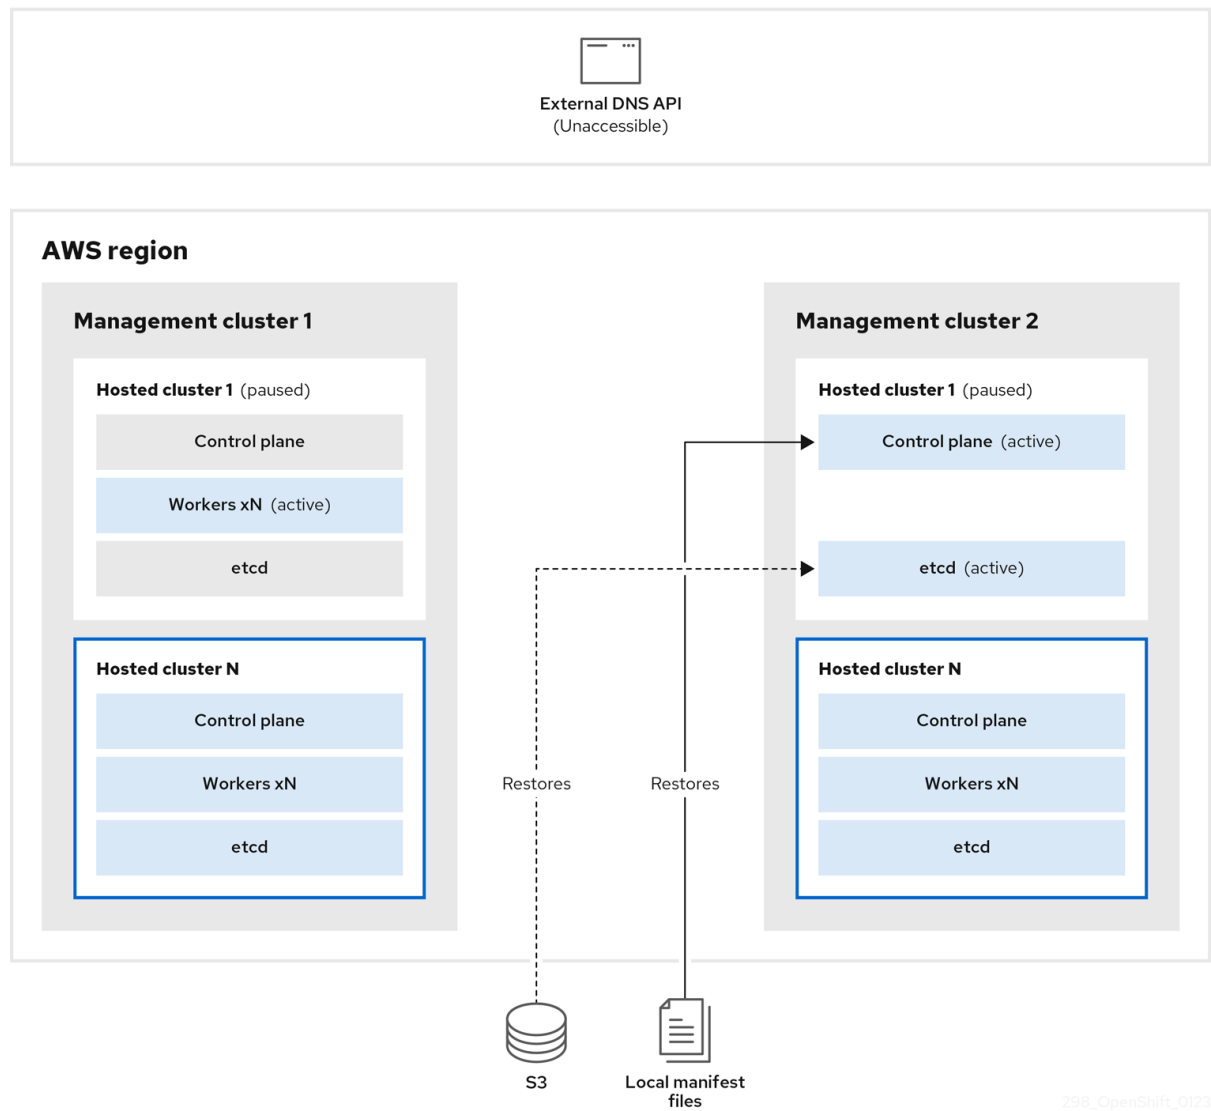 External DNS API
(Unaccessible)
AWS region
Management cluster 1
Hosted cluster 1 (paused)
Control plane
Workers xN (active)
etcd
Hosted cluster N
Control plane
Workers xN
etcd
Management cluster 2
Hosted cluster 1 (paused)
Control plane (active)
etcd (active)
Hosted cluster N
Control plane
Workers xN
etcd
Restores
Restores
S3
Local manifest
files
298_OpenShift_0123